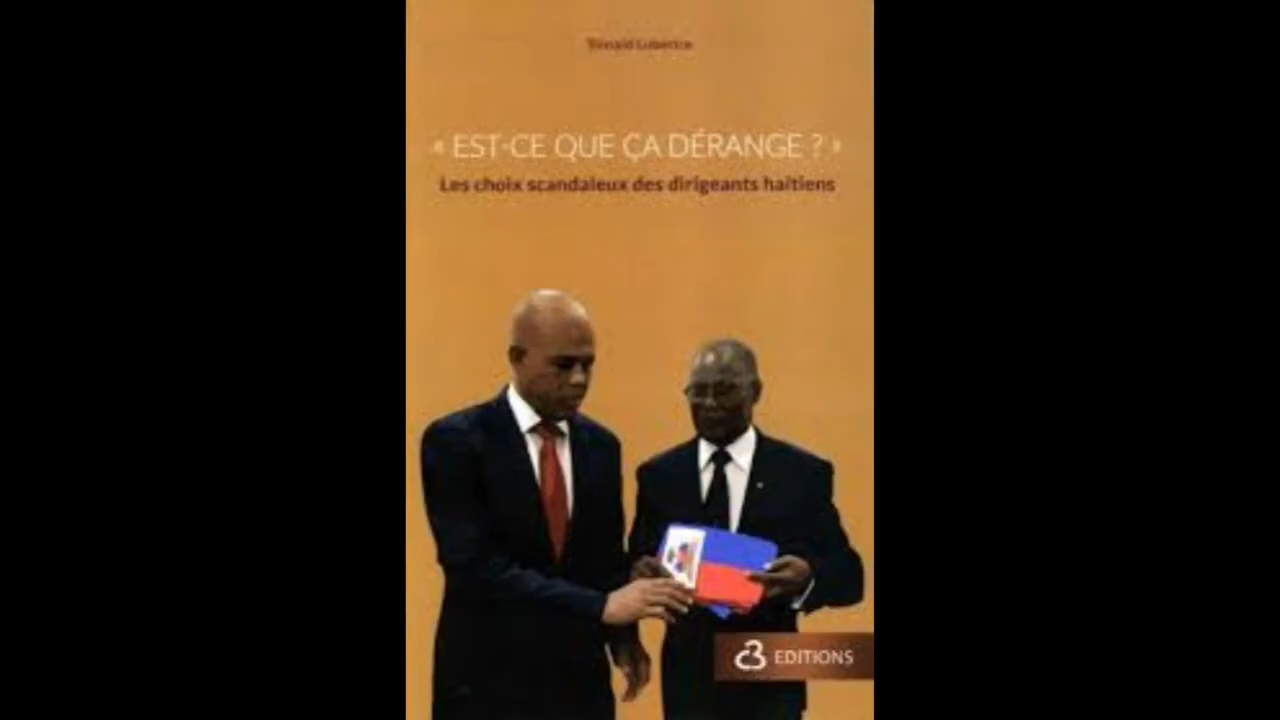 « EST-CE QUE ÇA DÉRANGE ? »
Les choix scandaleux des dirigeants haïtiens
EDITIONS